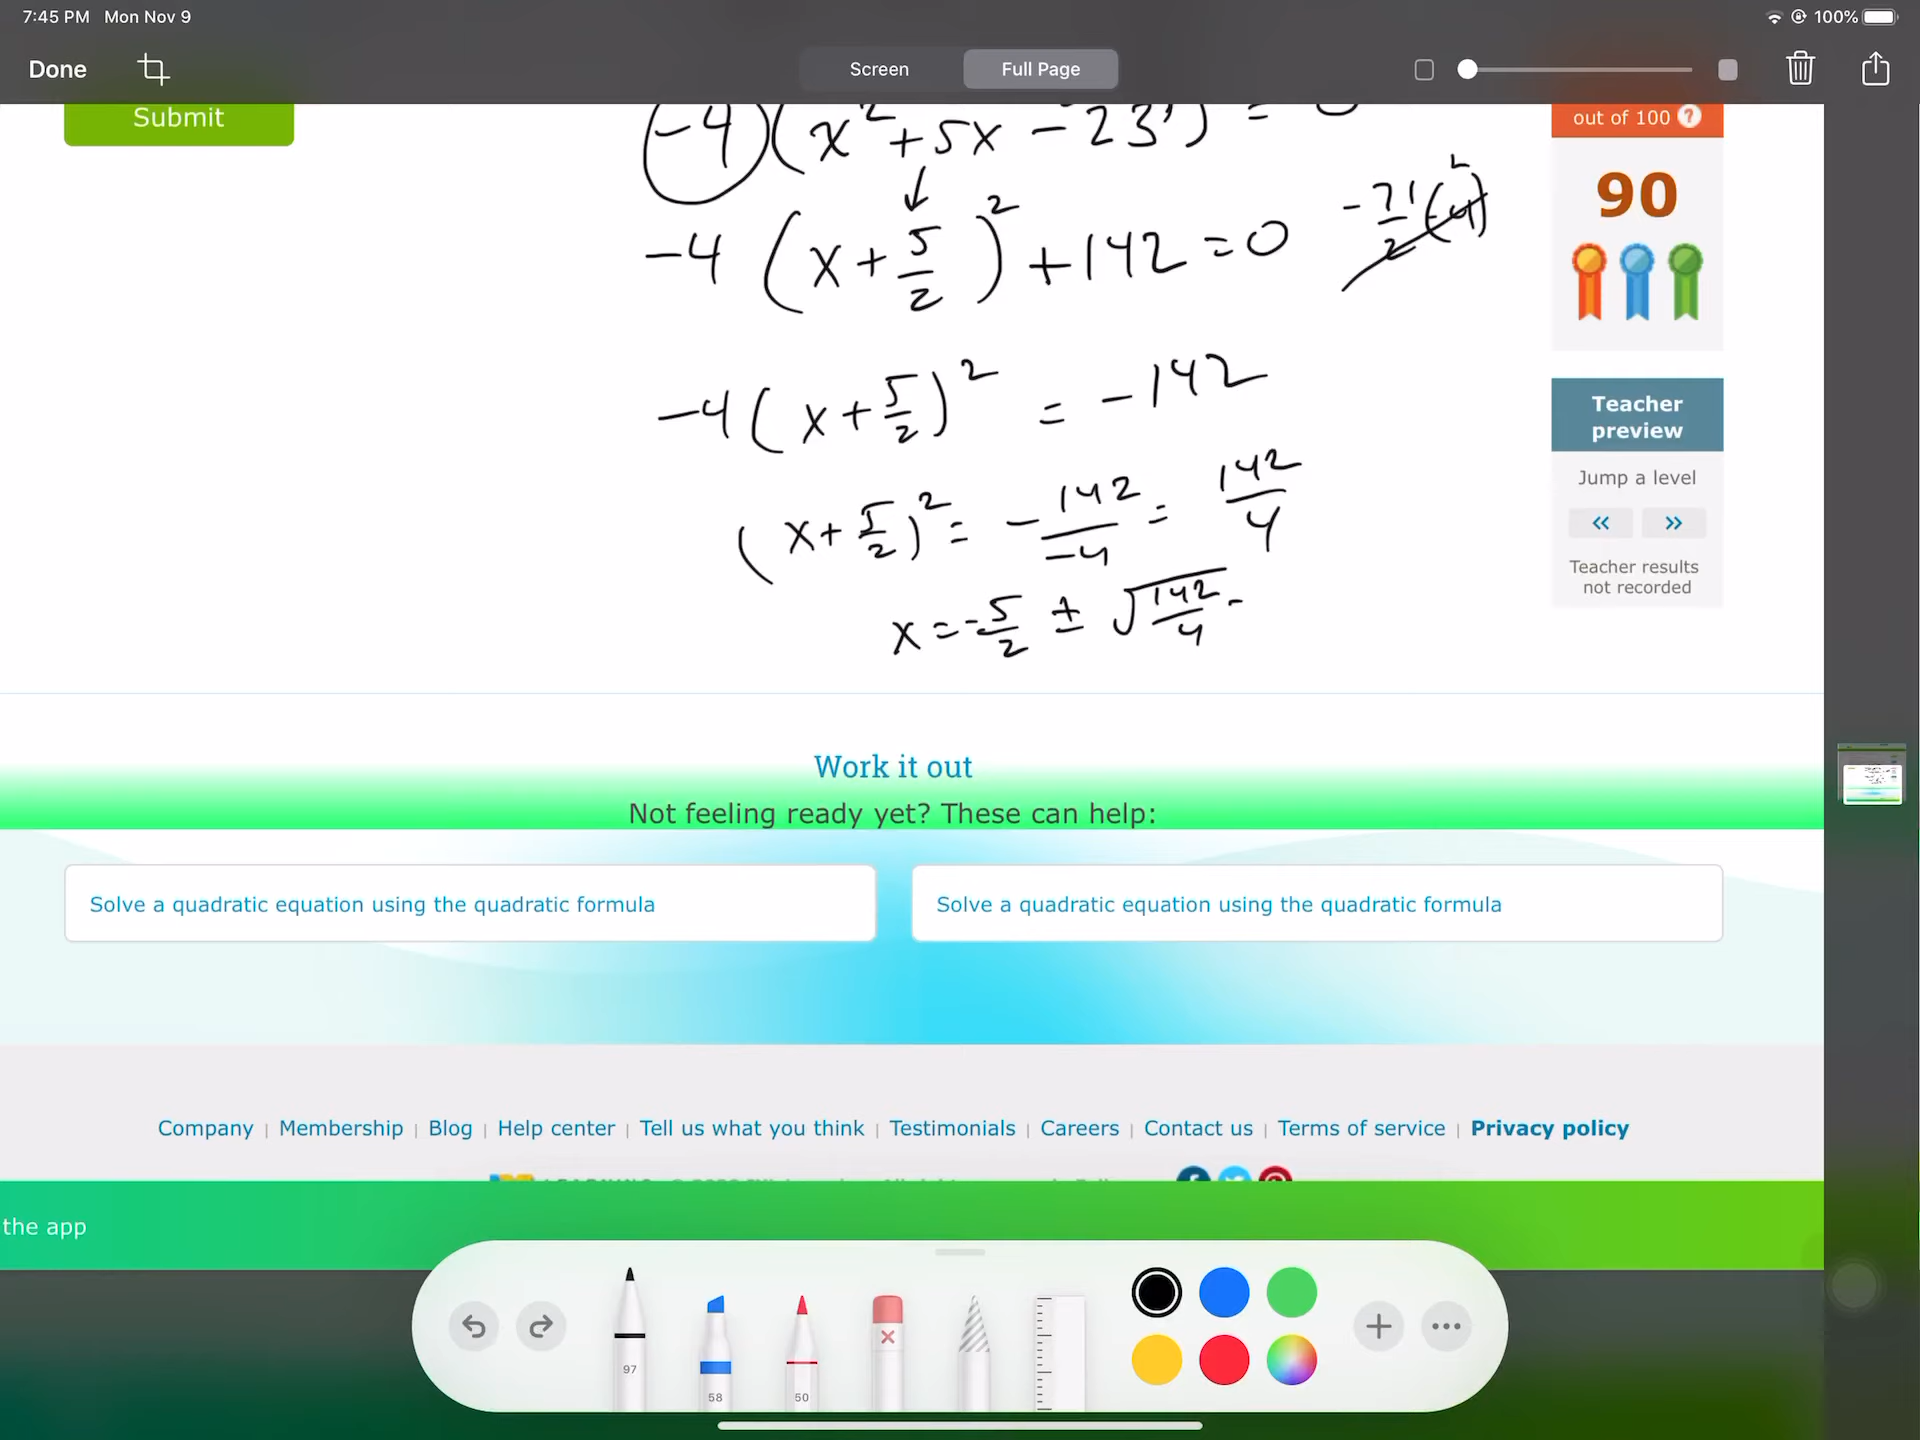 7:45 PM Mon Nov 9
100%
Done
Screen
Full Page
Submit
-4)(x²+5x-23
out of 100 ?
90
-4 (x+5/2)²+142=0
-4(x+5/2)² = -142
(x+5/2)² = -142/-4 = 142/4
x=-5/2 ± √142/4 -
Teacher preview
Jump a level
« »
Teacher results not recorded
Work it out
Not feeling ready yet? These can help:
Solve a quadratic equation using the quadratic formula
Solve a quadratic equation using the quadratic formula
Company | Membership | Blog | Help center | Tell us what you think | Testimonials | Careers | Contact us | Terms of service | Privacy policy
the app
97
58
50